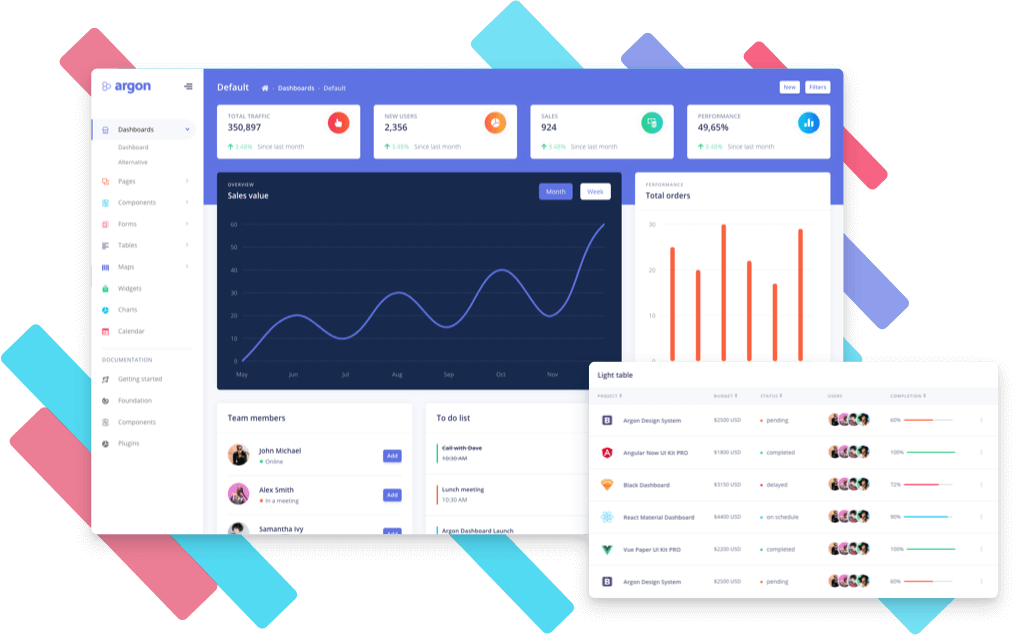 argon
Default
Dashboards - Default
New
Filters
Dashboards
Dashboard
Alternative
Pages
Components
Forms
Tables
Maps
Widgets
Charts
Calendar
DOCUMENTATION
Getting started
Foundation
Components
Plugins
TOTAL TRAFFIC
350,897
3.48% Since last month
NEW USERS
2,356
3.48% Since last month
SALES
924
3.48% Since last month
PERFORMANCE
49,65%
3.48% Since last month
OVERVIEW
Sales value
Month
Week
60
50
40
30
20
10
0
May Jun Jul Aug Sep Oct Nov
PERFORMANCE
Total orders
30
20
10
0
Team members
John Michael
Online
Add
Alex Smith
In a meeting
Add
Samantha Ivy
Add
To do list
Call with Dave
10:30 AM
Lunch meeting
10:30 AM
Argon Dashboard Launch
Light table
PROJECT BUDGET STATUS USERS COMPLETION
Argon Design System $2500 USD pending 60%
Angular Now UI Kit PRO $1800 USD completed 100%
Black Dashboard $3150 USD delayed 72%
React Material Dashboard $4400 USD on schedule 90%
Vue Paper UI Kit PRO $2200 USD completed 100%
Argon Design System $2500 USD pending 60%